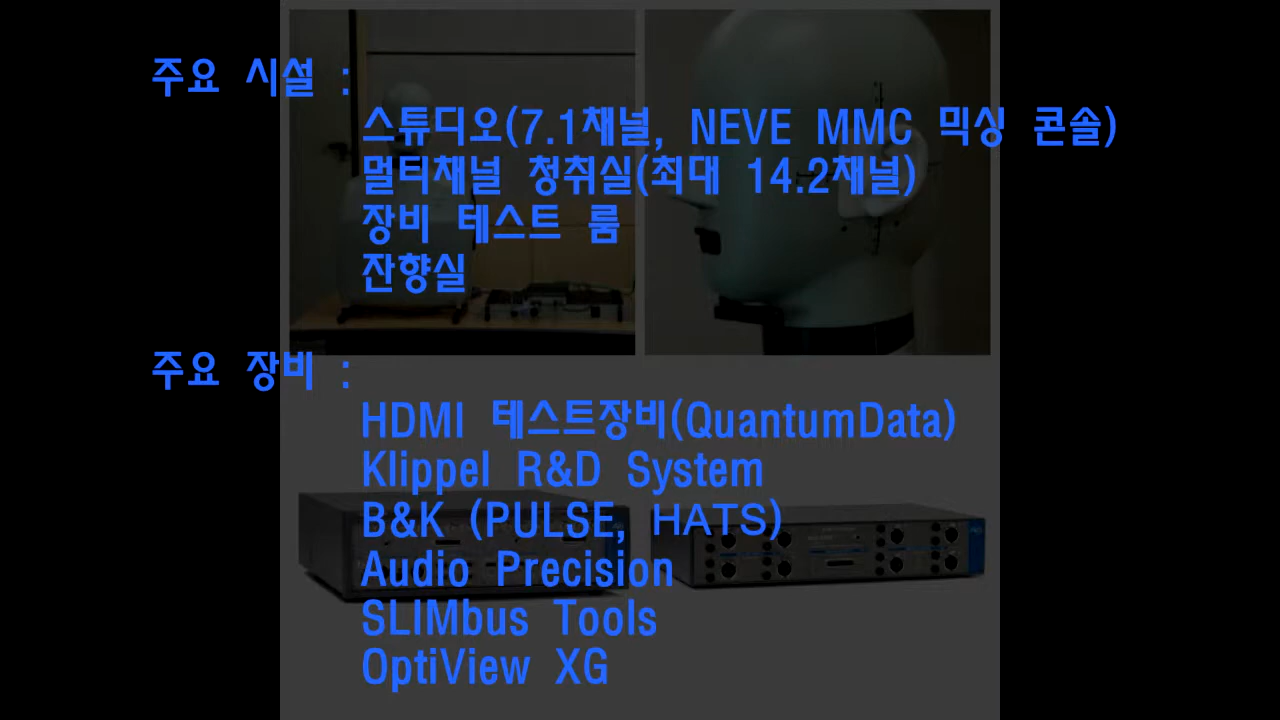 주요 시설 :
스튜디오(7.1채널, NEVE MMC 믹싱 콘솔)
멀티채널 청취실(최대 14.2채널)
장비 테스트 룸
잔향실
주요 장비 :
HDMI 테스트장비(QuantumData)
Klippel R&D System
B&K (PULSE, HATS)
Audio Precision
SLIMbus Tools
OptiView XG